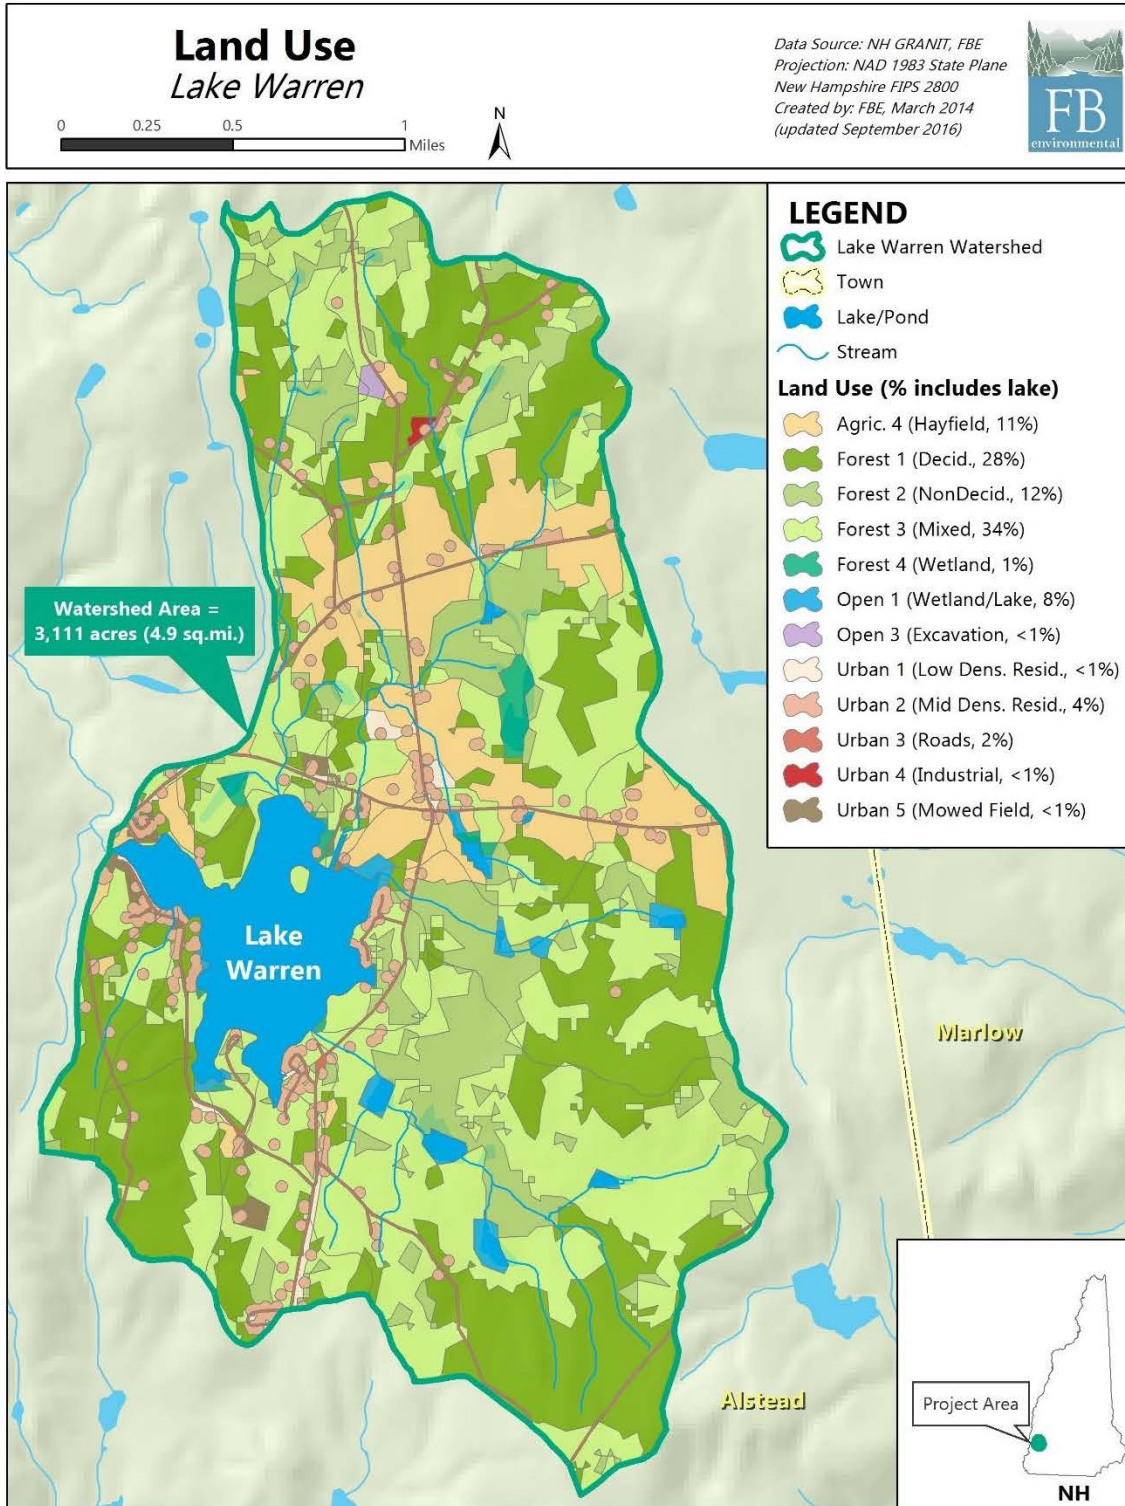 Land Use
Lake Warren
0 0.25 0.5 1
Miles
N
Data Source: NH GRANIT, FBE
Projection: NAD 1983 State Plane
New Hampshire FIPS 2800
Created by: FBE, March 2014
(updated September 2016)
FB
environmental
LEGEND
Lake Warren Watershed
Town
Lake/Pond
Stream
Land Use (% includes lake)
Agric. 4 (Hayfield, 11%)
Forest 1 (Decid., 28%)
Forest 2 (NonDecid., 12%)
Forest 3 (Mixed, 34%)
Forest 4 (Wetland, 1%)
Open 1 (Wetland/Lake, 8%)
Open 3 (Excavation, <1%)
Urban 1 (Low Dens. Resid., <1%)
Urban 2 (Mid Dens. Resid., 4%)
Urban 3 (Roads, 2%)
Urban 4 (Industrial, <1%)
Urban 5 (Mowed Field, <1%)
Watershed Area =
3,111 acres (4.9 sq.mi.)
Lake
Warren
Marlow
Alstead
Project Area
NH